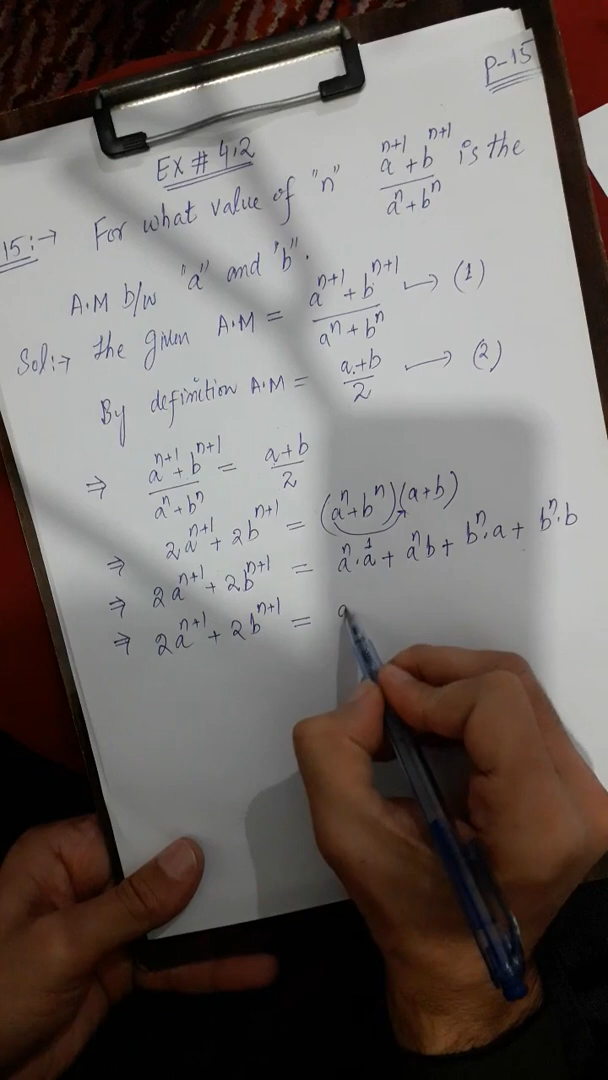 P-15
EX # 4.2
15:→ For what value of "n" (a^{n+1} + b^{n+1})/(a^n + b^n) is the
A.M b/w "a" and "b".
Sol:→ the given A.M = (a^{n+1} + b^{n+1})/(a^n + b^n) → (1)
By definition A.M = (a+b)/2 → (2)
⇒ (a^{n+1} + b^{n+1})/(a^n + b^n) = (a+b)/2
⇒ 2a^{n+1} + 2b^{n+1} = (a^n + b^n)(a+b)
⇒ 2a^{n+1} + 2b^{n+1} = a^n.a^1 + a^n b + b^n.a + b^n.b
⇒ 2a^{n+1} + 2b^{n+1} = a